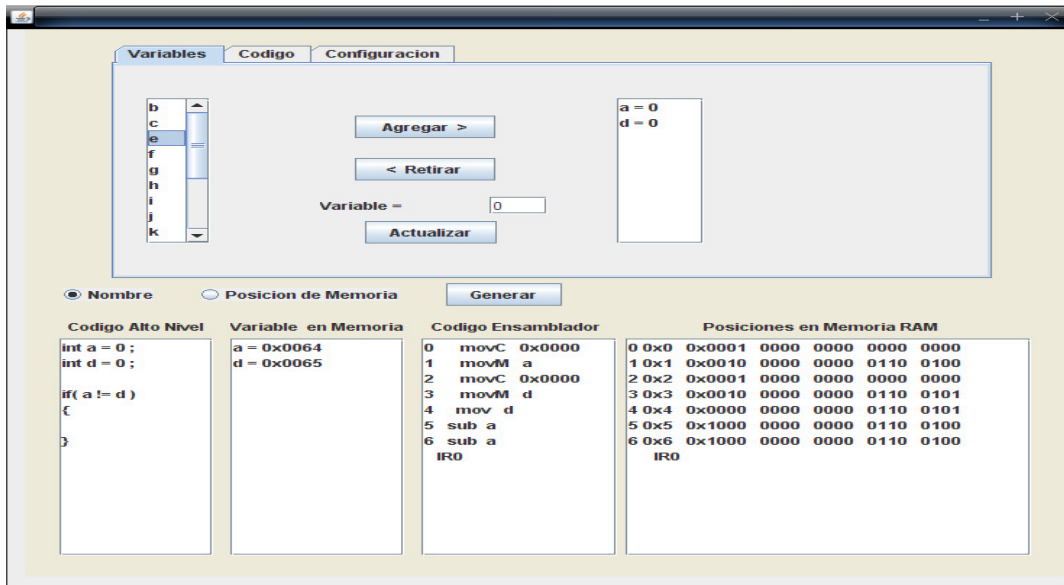 Variables Codigo Configuracion
b
c
e
f
g
h
i
j
k
Agregar >
< Retirar
Variable = 0
Actualizar
a = 0
d = 0
Nombre Posicion de Memoria Generar
Codigo Alto Nivel
int a = 0 ;
int d = 0 ;
if( a != d )
{
}
Variable en Memoria
a = 0x0064
d = 0x0065
Codigo Ensamblador
0 movC 0x0000
1 movM a
2 movC 0x0000
3 movM d
4 mov d
5 sub a
6 sub a
IR0
Posiciones en Memoria RAM
0 0x0 0x0001 0000 0000 0000 0000
1 0x1 0x0010 0000 0000 0110 0100
2 0x2 0x0001 0000 0000 0000 0000
3 0x3 0x0010 0000 0000 0110 0101
4 0x4 0x0000 0000 0000 0110 0101
5 0x5 0x1000 0000 0000 0110 0100
6 0x6 0x1000 0000 0000 0110 0100
IR0